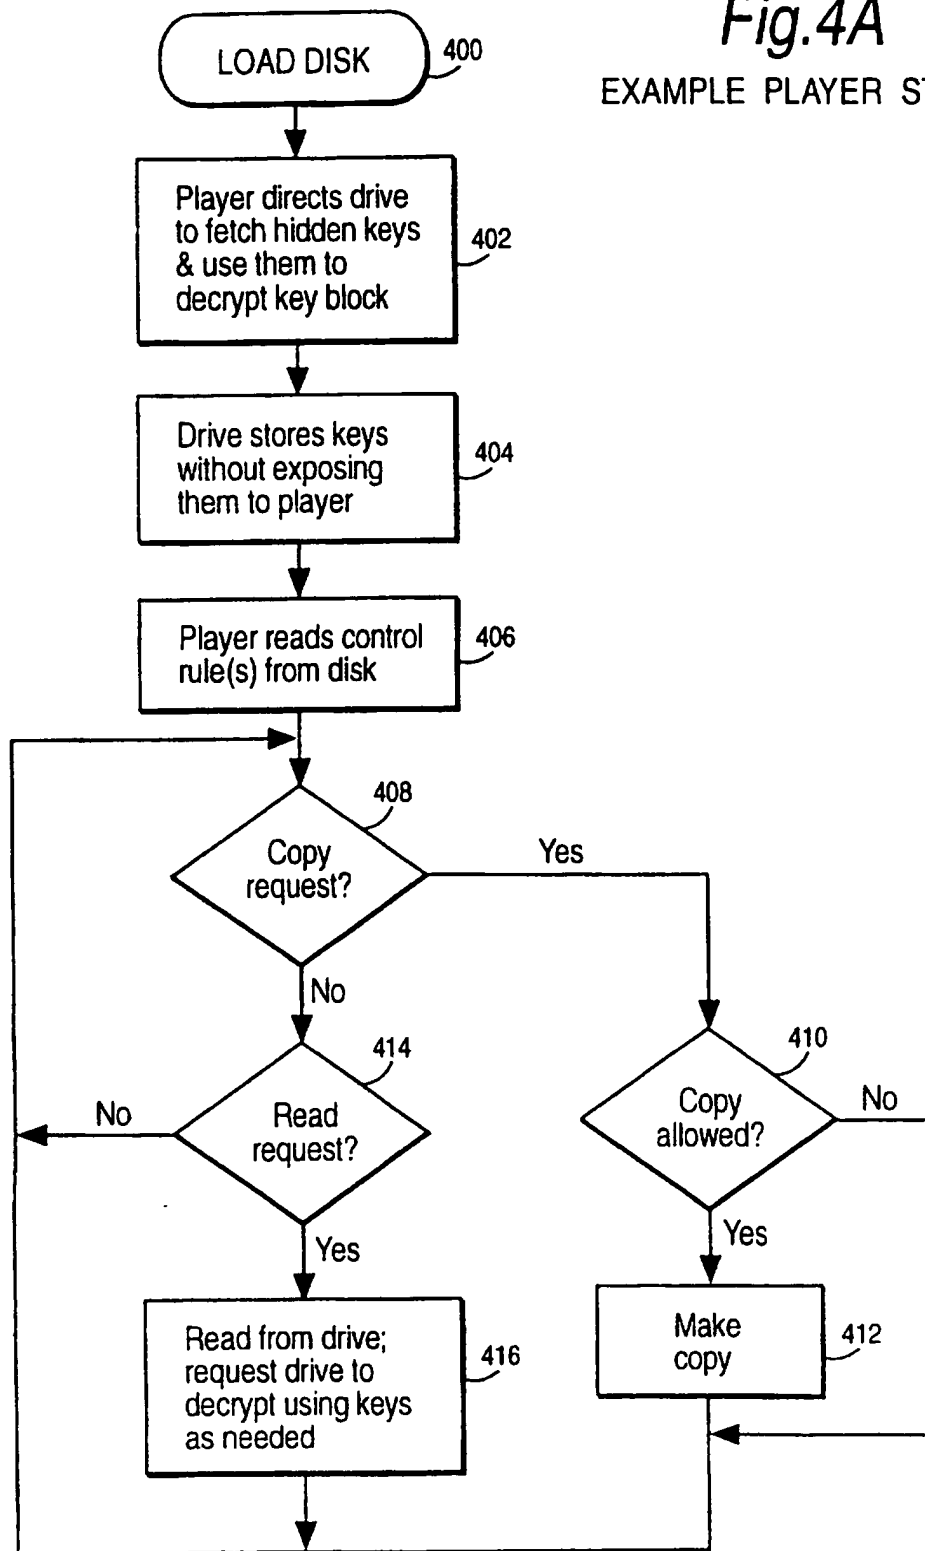 Fig.4A
EXAMPLE PLAYER
LOAD DISK
400
Player directs drive
to fetch hidden keys
& use them to
decrypt key block
402
Drive stores keys
without exposing
them to player
404
Player reads control
rule(s) from disk
406
408
Copy
request?
Yes
No
414
Read
request?
No
Yes
410
Copy
allowed?
No
Yes
Read from drive;
request drive to
decrypt using keys
as needed
416
Make
copy
412